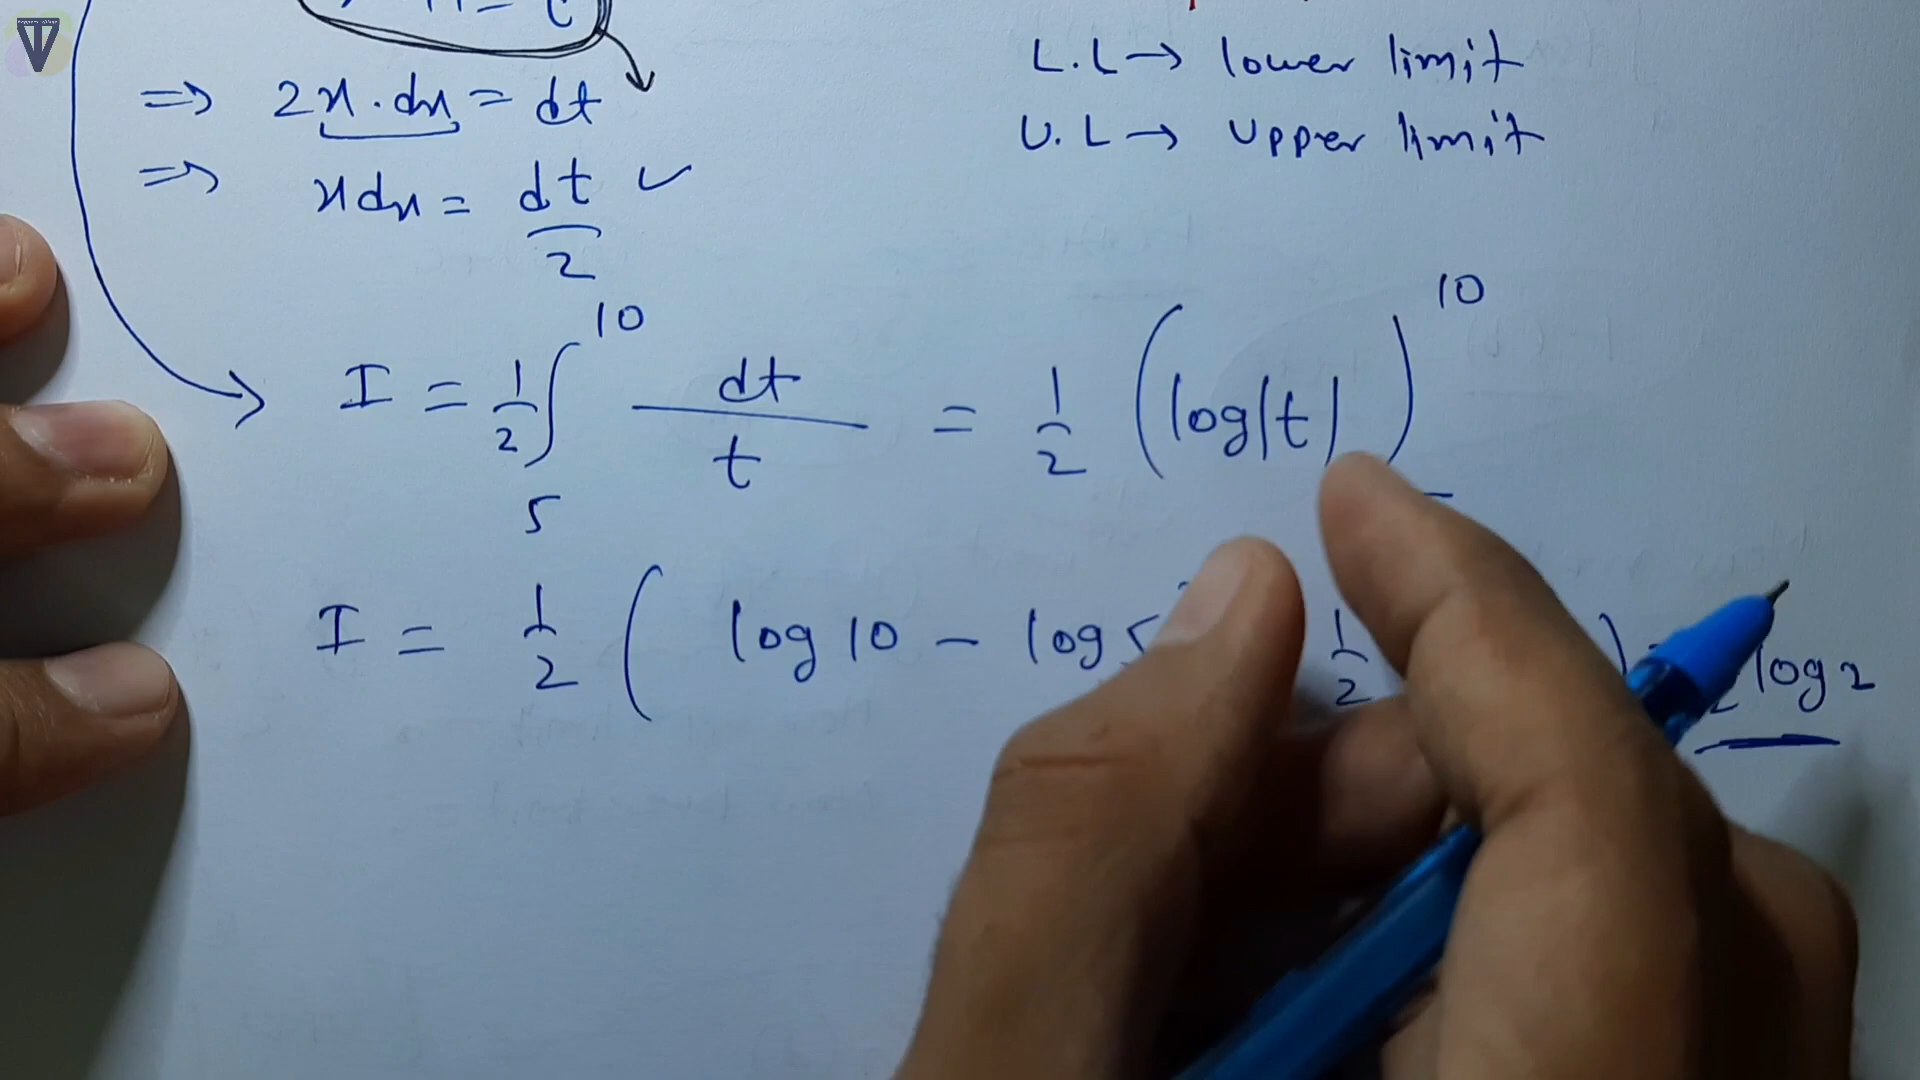 L.L → lower limit
⇒ 2x.dx = dt
U.L → Upper limit
⇒ xdx = dt/2 ✓
I = 1/2 ∫₅¹⁰ dt/t = 1/2 (log|t|)¹⁰
I = 1/2 ( log 10 − log 5 1/2 ) = log 2